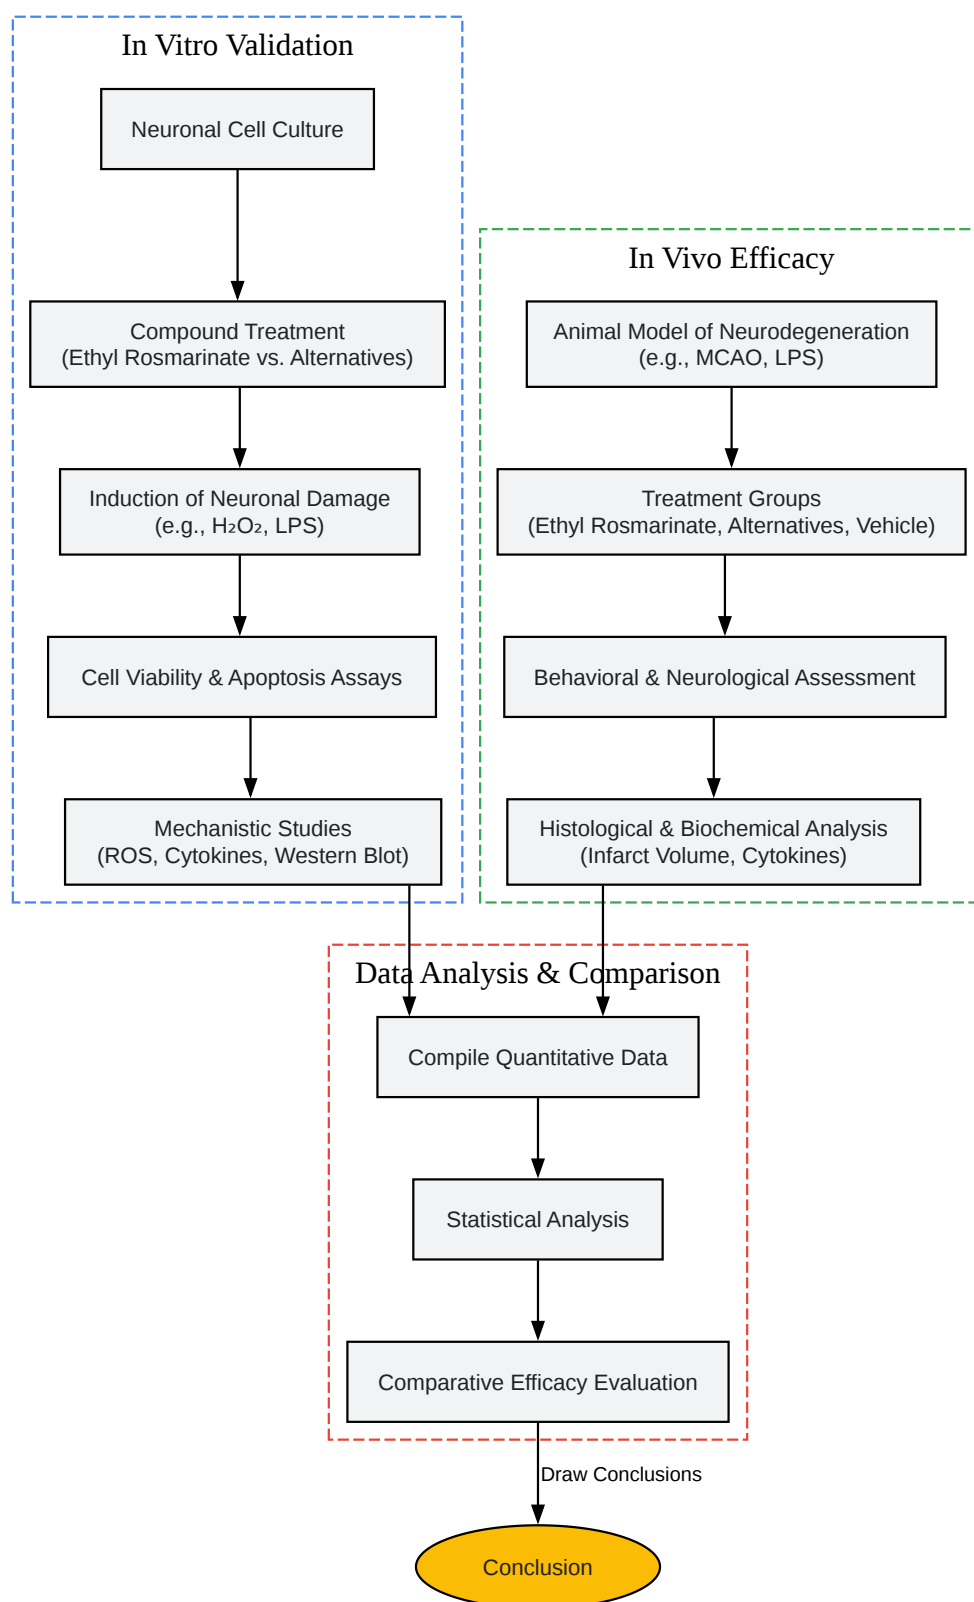 In Vitro Validation
Neuronal Cell Culture
Compound Treatment
(Ethyl Rosmarinate vs. Alternatives)
Induction of Neuronal Damage
(e.g., H₂O₂, LPS)
Cell Viability & Apoptosis Assays
Mechanistic Studies
(ROS, Cytokines, Western Blot)
In Vivo Efficacy
Animal Model of Neurodegeneration
(e.g., MCAO, LPS)
Treatment Groups
(Ethyl Rosmarinate, Alternatives, Vehicle)
Behavioral & Neurological Assessment
Histological & Biochemical Analysis
(Infarct Volume, Cytokines)
Data Analysis & Comparison
Compile Quantitative Data
Statistical Analysis
Comparative Efficacy Evaluation
Draw Conclusions
Conclusion